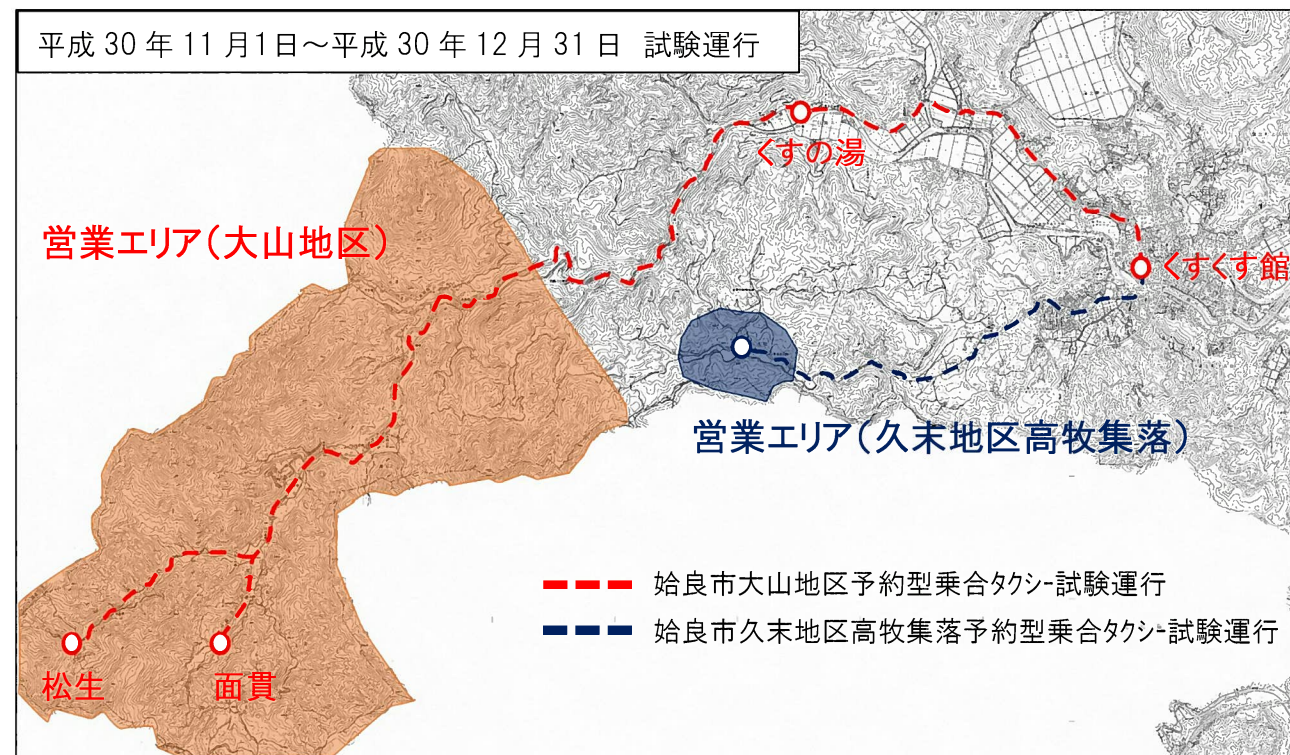 平成 30 年 11 月1日～平成 30 年 12 月 31 日 試験運行
くすの湯
営業エリア(大山地区)
くすくす館
営業エリア(久末地区高牧集落)
姶良市大山地区予約型乗合タクシー試験運行
姶良市久末地区高牧集落予約型乗合タクシー試験運行
松生
面貫